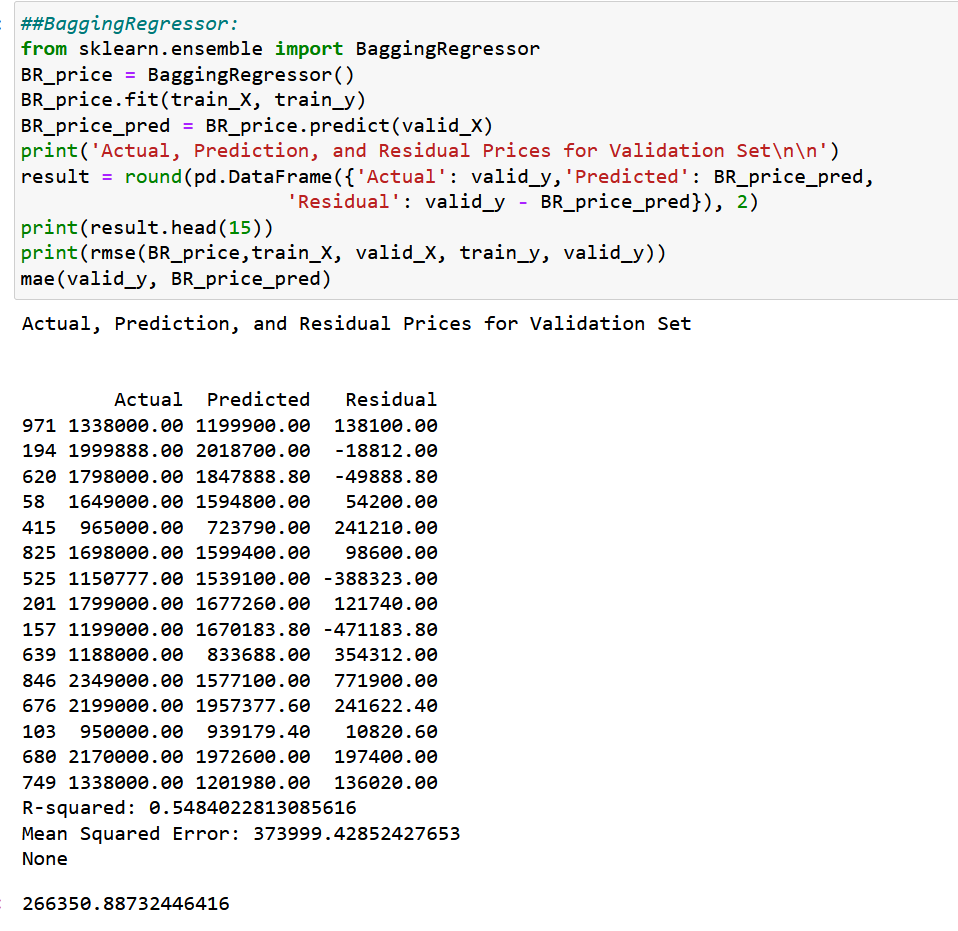 ##BaggingRegressor:
from sklearn.ensemble import BaggingRegressor
BR_price = BaggingRegressor()
BR_price.fit(train_X, train_y)
BR_price_pred = BR_price.predict(valid_X)
print('Actual, Prediction, and Residual Prices for Validation Set\n\n')
result = round(pd.DataFrame({'Actual': valid_y,'Predicted': BR_price_pred,
                       'Residual': valid_y - BR_price_pred}), 2)
print(result.head(15))
print(rmse(BR_price,train_X, valid_X, train_y, valid_y))
mae(valid_y, BR_price_pred)
Actual, Prediction, and Residual Prices for Validation Set
        Actual  Predicted   Residual
971 1338000.00 1199900.00  138100.00
194 1999888.00 2018700.00  -18812.00
620 1798000.00 1847888.80  -49888.80
58  1649000.00 1594800.00   54200.00
415  965000.00  723790.00  241210.00
825 1698000.00 1599400.00   98600.00
525 1150777.00 1539100.00 -388323.00
201 1799000.00 1677260.00  121740.00
157 1199000.00 1670183.80 -471183.80
639 1188000.00  833688.00  354312.00
846 2349000.00 1577100.00  771900.00
676 2199000.00 1957377.60  241622.40
103  950000.00  939179.40   10820.60
680 2170000.00 1972600.00  197400.00
749 1338000.00 1201980.00  136020.00
R-squared: 0.5484022813085616
Mean Squared Error: 373999.42852427653
None
266350.88732446416